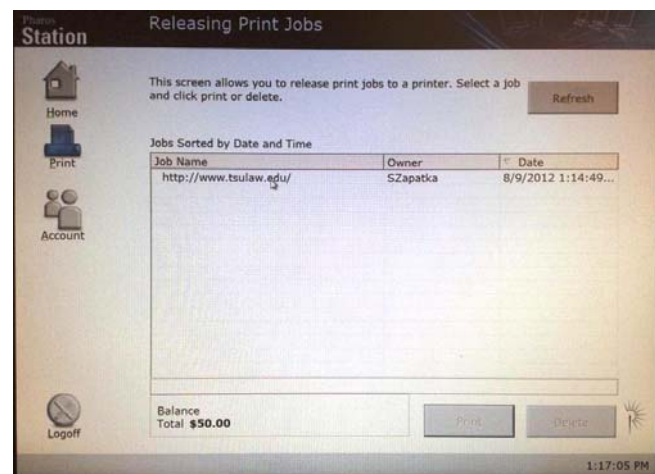 Pharos
Station
Releasing Print Jobs
Home
Print
Account
Logoff
This screen allows you to release print jobs to a printer. Select a job
and click print or delete.
Refresh
Jobs Sorted by Date and Time
Job Name Owner Date
http://www.tsulaw.edu/ SZapatka 8/9/2012 1:14:49...
Balance
Total $50.00
Print
Delete
1:17:05 PM